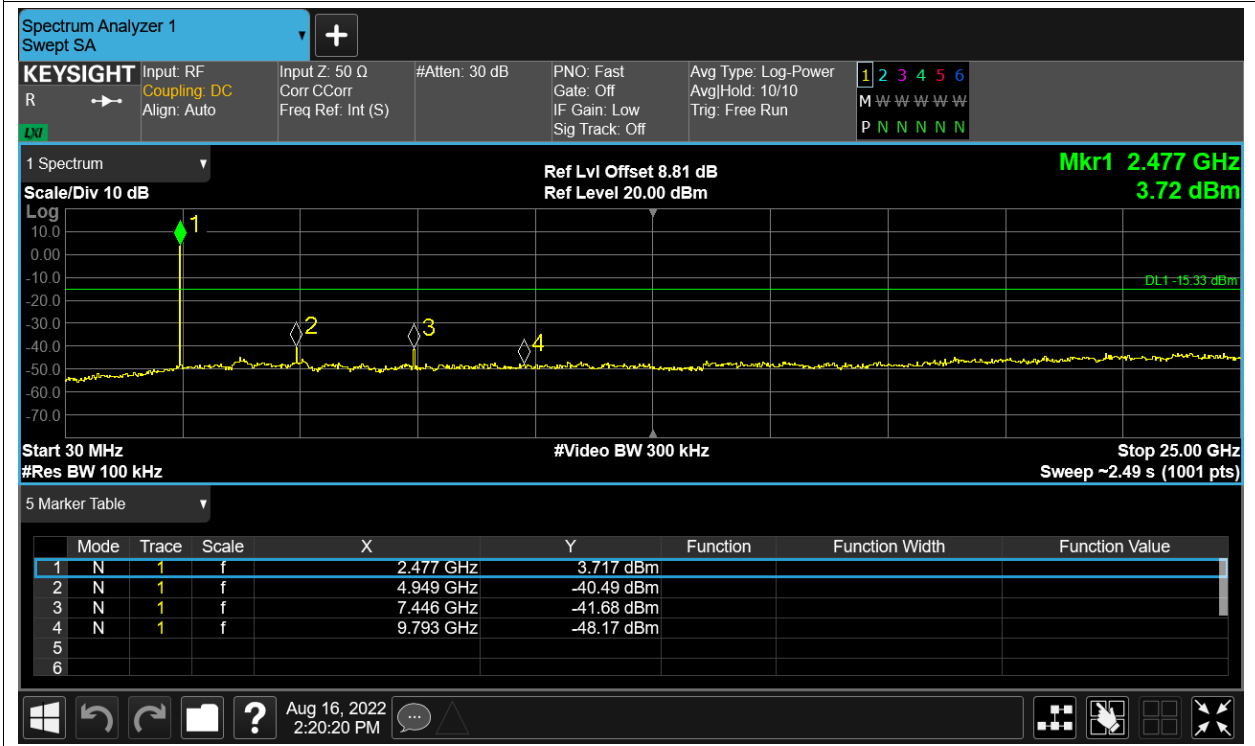 Spectrum Analyzer 1
Swept SA
KEYSIGHT Input: RF Input Z: 50 Ω #Atten: 30 dB PNO: Fast Avg Type: Log-Power 1 2 3 4 5 6
R Coupling: DC Corr CCorr Gate: Off Avg|Hold: 10/10 M W W W W W
Align: Auto Freq Ref: Int (S) IF Gain: Low Trig: Free Run
LXI Sig Track: Off P N N N N N
1 Spectrum Ref Lvl Offset 8.81 dB Mkr1 2.477 GHz
Scale/Div 10 dB Ref Level 20.00 dBm 3.72 dBm
Log
1
10.0
0.00
-10.0 DL1 -15.33 dBm
-20.0
-30.0 2 3
-40.0 4
-50.0
-60.0
-70.0
Start 30 MHz #Video BW 300 kHz Stop 25.00 GHz
#Res BW 100 kHz Sweep ~2.49 s (1001 pts)
5 Marker Table
Mode Trace Scale X Y Function Function Width Function Value
1 N 1 f 2.477 GHz 3.717 dBm
2 N 1 f 4.949 GHz -40.49 dBm
3 N 1 f 7.446 GHz -41.68 dBm
4 N 1 f 9.793 GHz -48.17 dBm
5
6
? Aug 16, 2022
2:20:20 PM